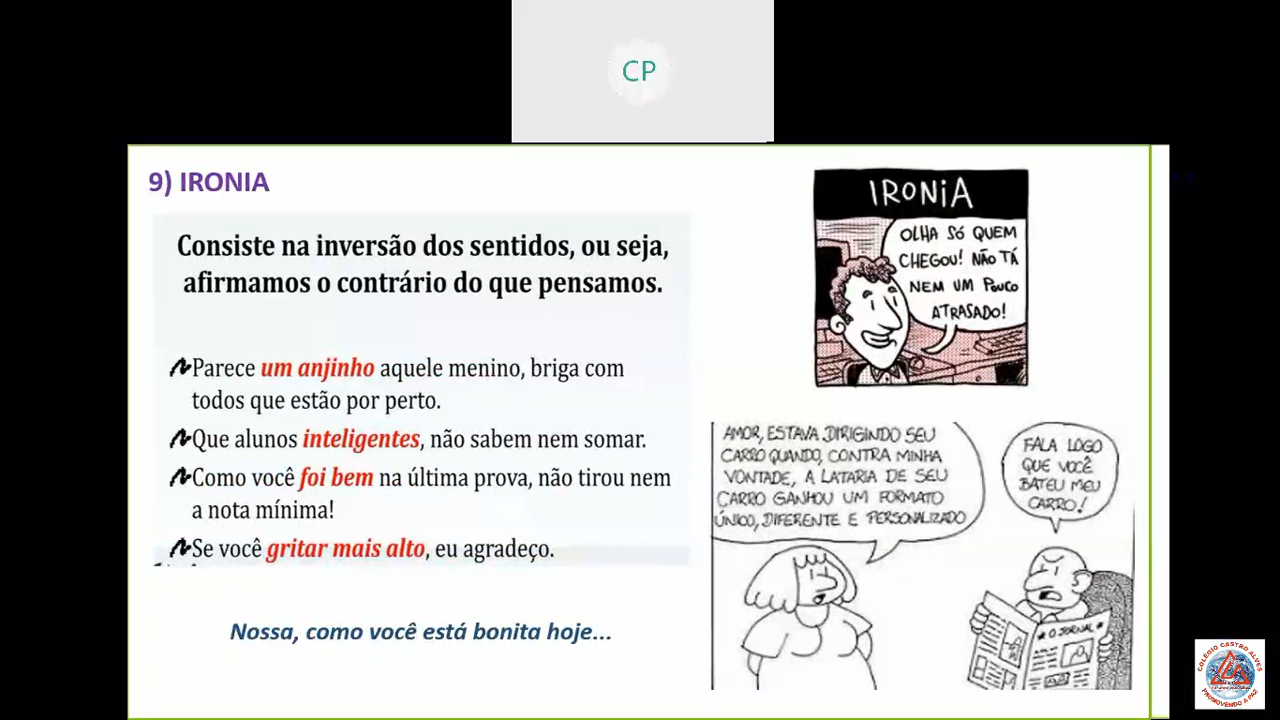 CP
9) IRONIA
Consiste na inversão dos sentidos, ou seja,
afirmamos o contrário do que pensamos.
Parece um anjinho aquele menino, briga com
todos que estão por perto.
Que alunos inteligentes, não sabem nem somar.
Como você foi bem na última prova, não tirou nem
a nota mínima!
Se você gritar mais alto, eu agradeço.
Nossa, como você está bonita hoje...
IRONIA
OLHA SÓ QUEM
CHEGOU! NÃO TÁ
NEM UM POUCO
ATRASADO!
AMOR, ESTAVA DIRIGINDO SEU
CARRO QUANDO, CONTRA MINHA
VONTADE, A LATARIA DE SEU
CARRO GANHOU UM FORMATO
ÚNICO, DIFERENTE E PERSONALIZADO
FALA LOGO
QUE VOCÊ
BATEU MEU
CARRO!
O JORNAL
COLÉGIO CASTRO ALVES
PROMOVENDO A PAZ